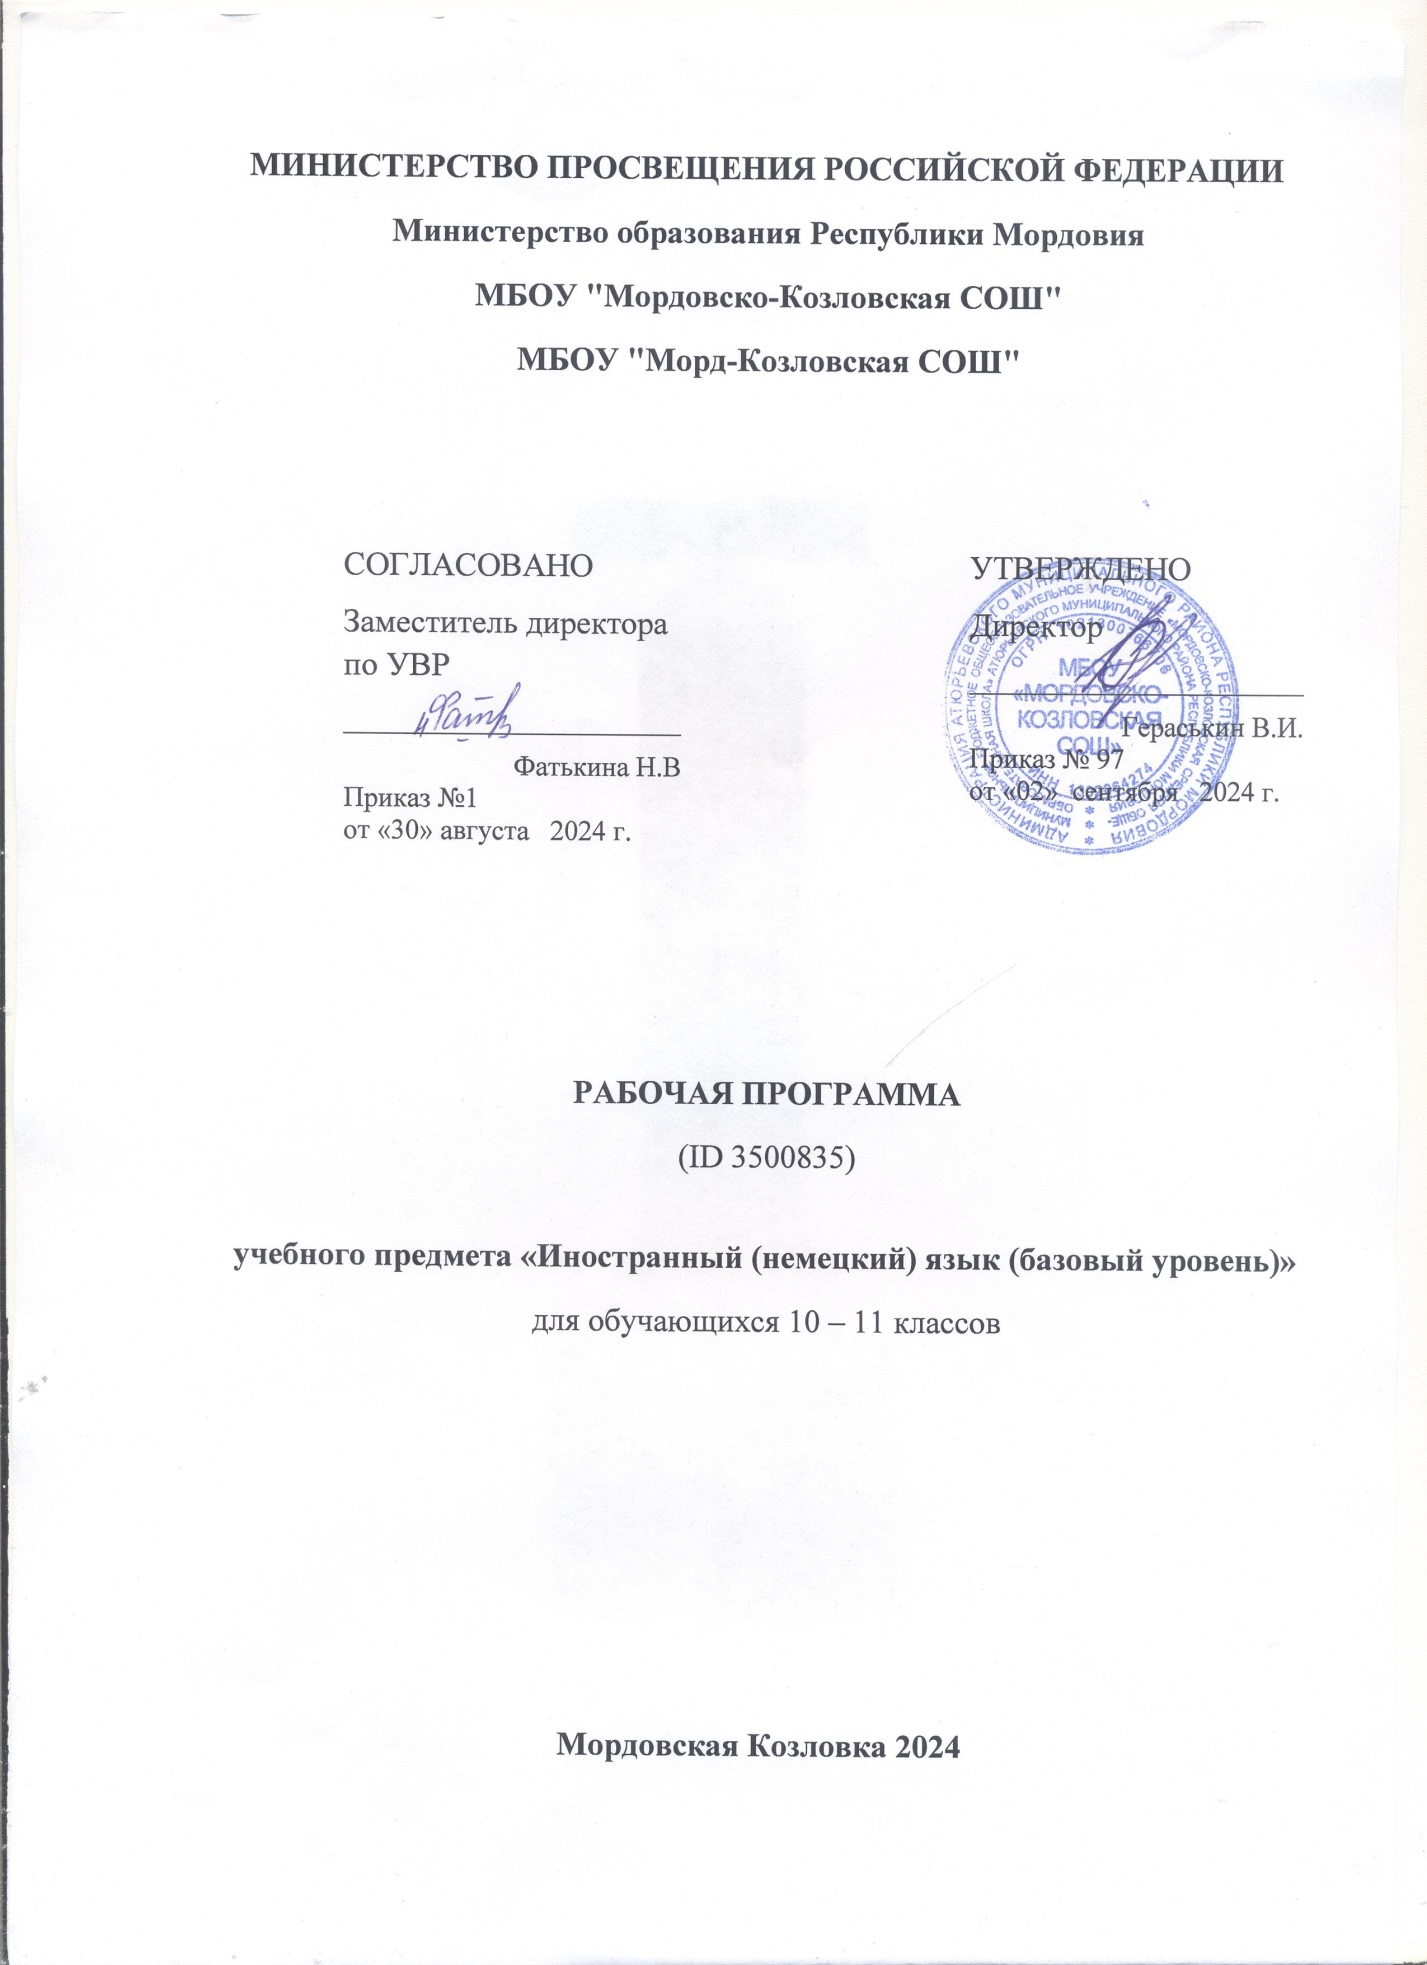 МИНИСТЕРСТВО ПРОСВЕЩЕНИЯ РОССИЙСКОЙ ФЕДЕРАЦИИ
Министерство образования Республики Мордовия
МБОУ "Мордовско-Козловская СОШ"
МБОУ "Морд-Козловская СОШ"
СОГЛАСОВАНО
Заместитель директора
по УВР
Фатькина Н.В
Приказ №1
от «30» августа 2024 г.
УТВЕРЖДЕНО
Директор
Гераськин В.И.
Приказ № 97
от «02» сентября 2024 г.
МБОУ
«МОРДОВСКО-
КОЗЛОВСКАЯ
СОШ»
РАБОЧАЯ ПРОГРАММА
(ID 3500835)
учебного предмета «Иностранный (немецкий) язык (базовый уровень)»
для обучающихся 10 – 11 классов
Мордовская Козловка 2024